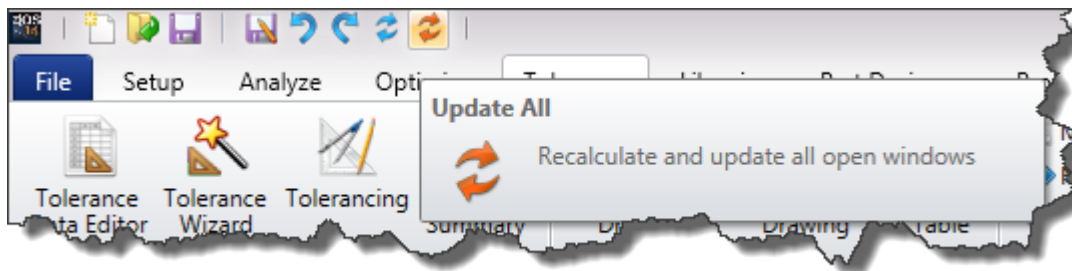 File Setup Analyze
Update All
Recalculate and update all open windows
Tolerance Tolerance Tolerancing
Editor Wizard Summary Drawing Table